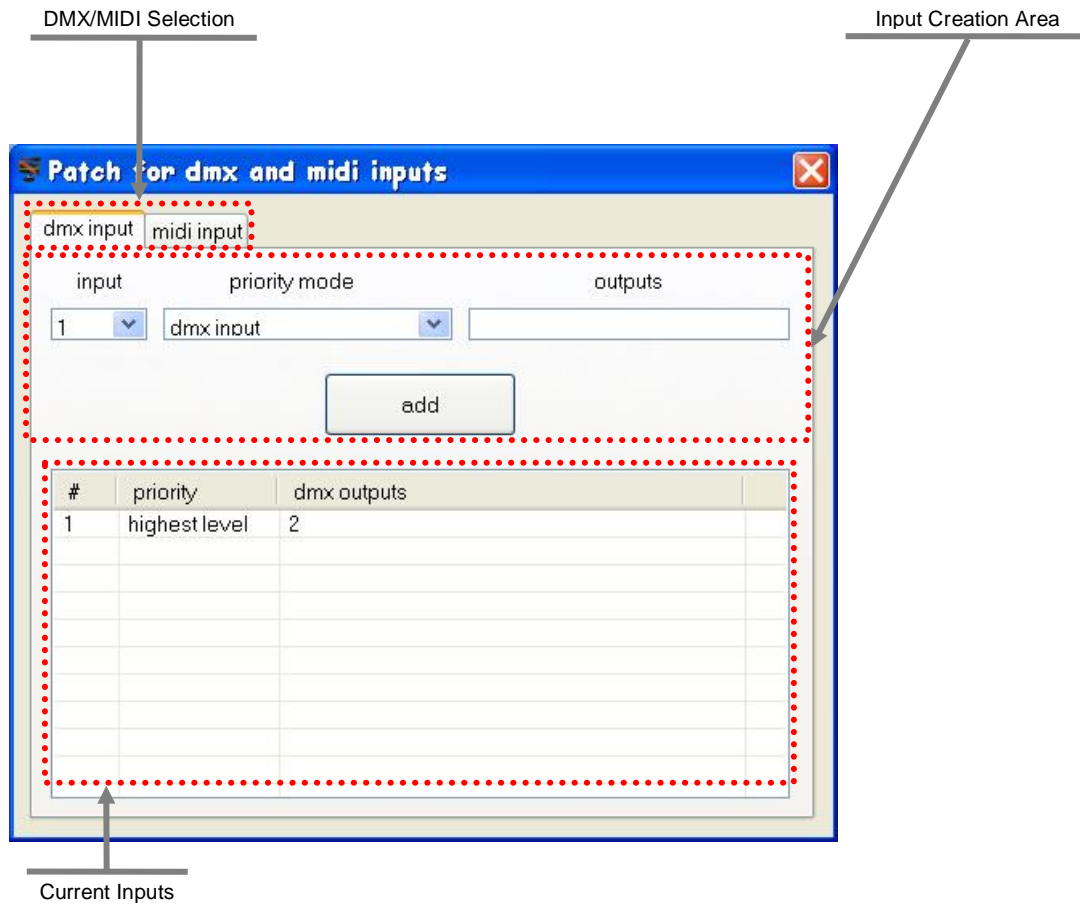 DMX/MIDI Selection
Input Creation Area
Patch for dmx and midi inputs
dmx input midi input
input priority mode outputs
1 dmx input
add
# priority dmx outputs
1 highest level 2
Current Inputs